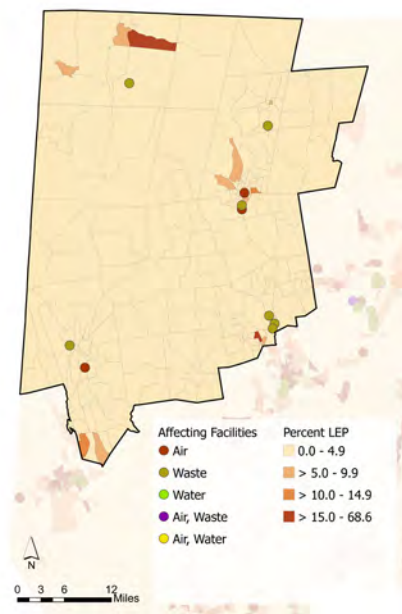 Affecting Facilities
Air
Waste
Water
Air, Waste
Air, Water
Percent LEP
0.0 - 4.9
> 5.0 - 9.9
> 10.0 - 14.9
> 15.0 - 68.6
N
0 3 6 12
Miles